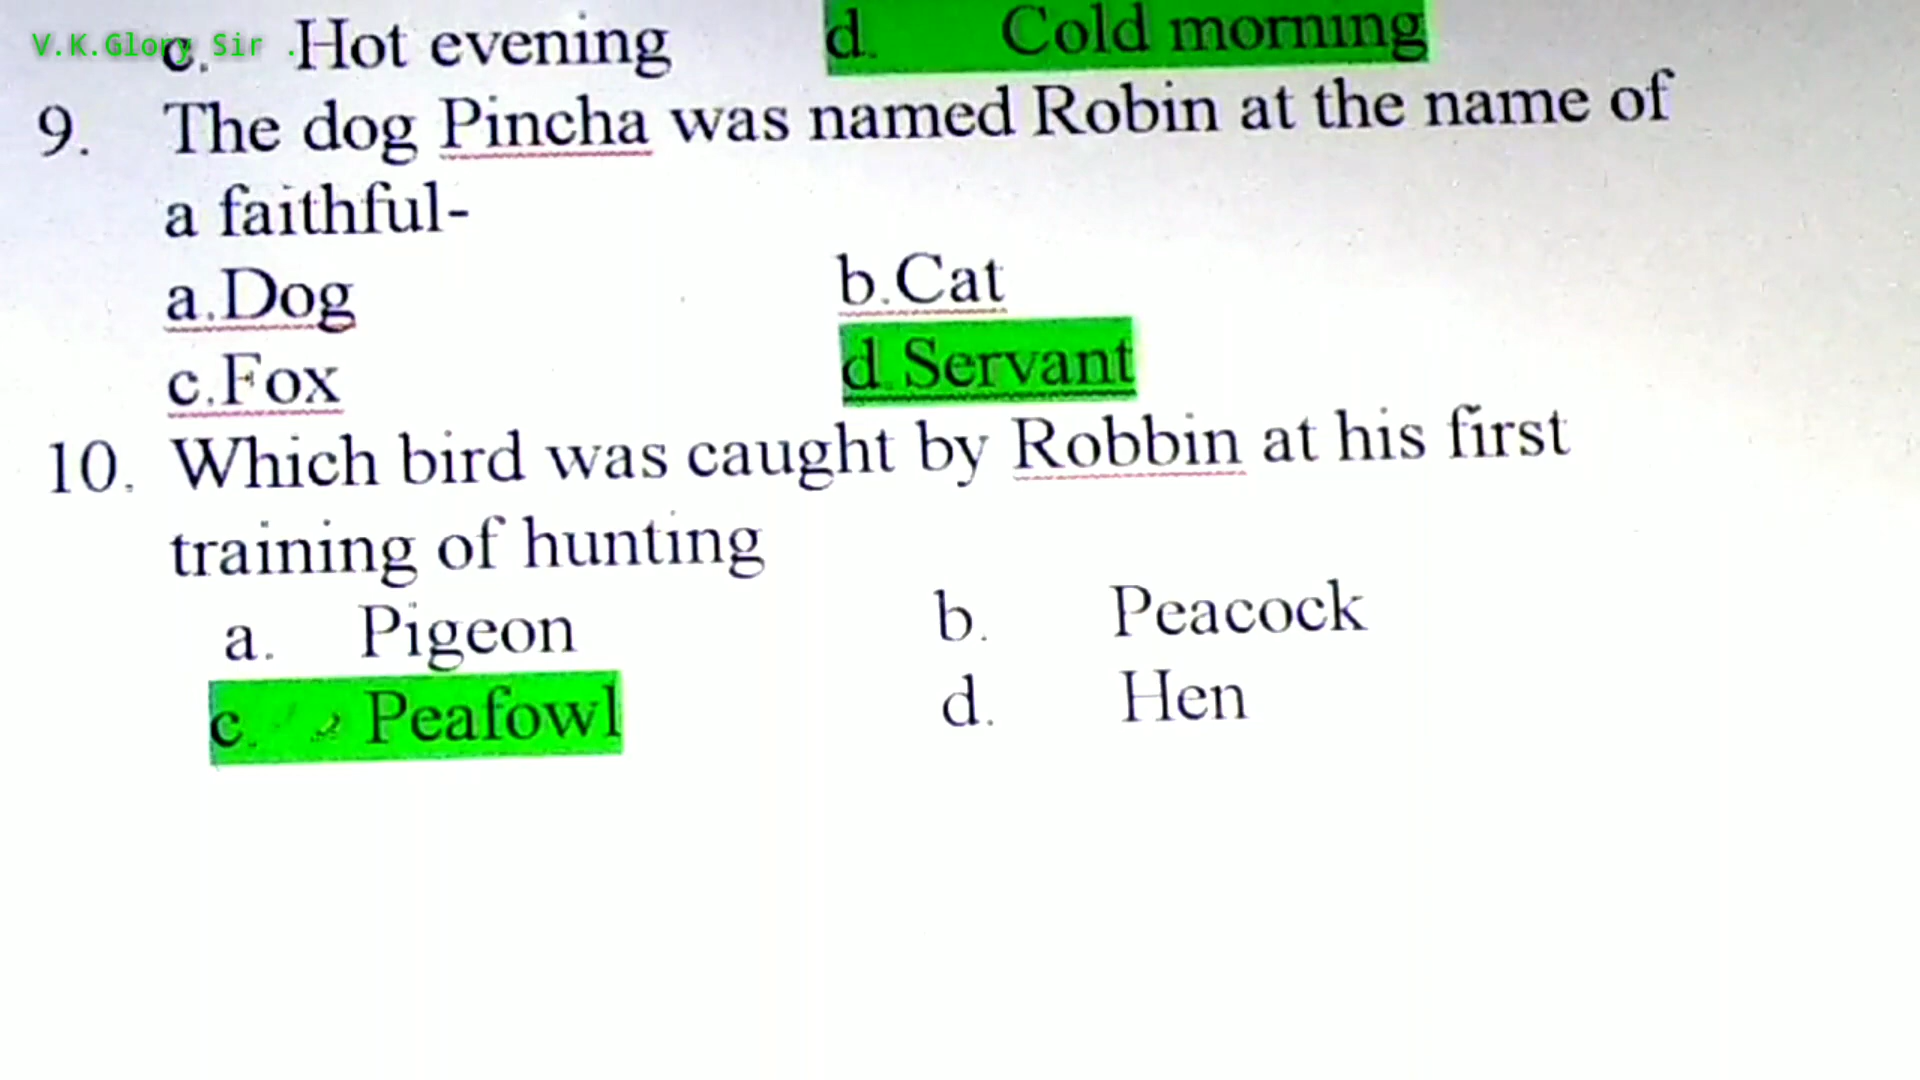 V.K.Glory Sir .
c. Hot evening d. Cold morning
9. The dog Pincha was named Robin at the name of
a faithful-
a.Dog b.Cat
c.Fox d.Servant
10. Which bird was caught by Robbin at his first
training of hunting
a. Pigeon b. Peacock
c. Peafowl d. Hen